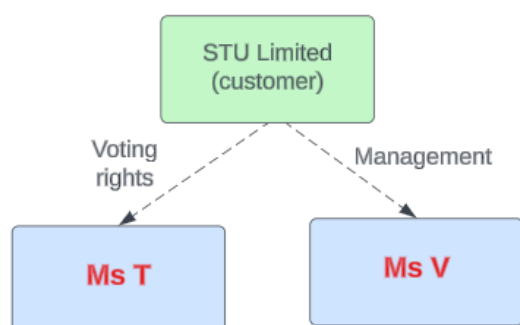 STU Limited
(customer)
Voting
rights
Management
Ms T
Ms V